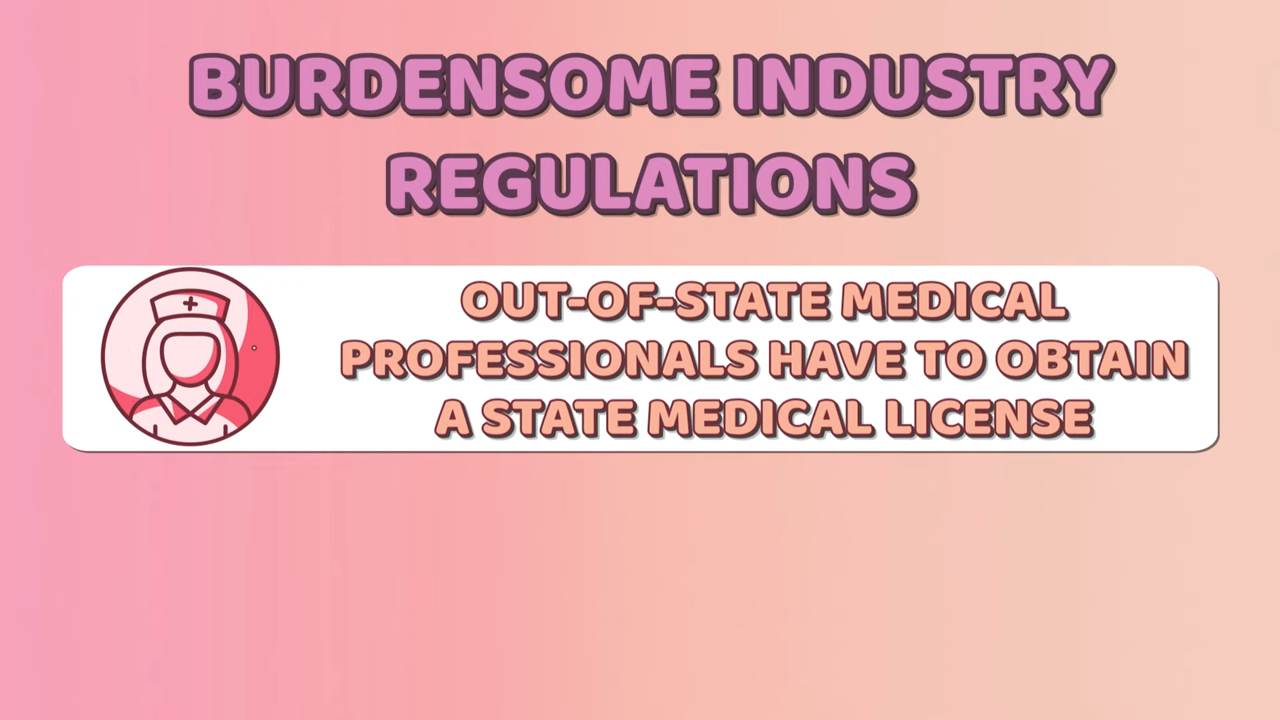 BURDENSOME INDUSTRY
REGULATIONS
OUT-OF-STATE MEDICAL
PROFESSIONALS HAVE TO OBTAIN
A STATE MEDICAL LICENSE